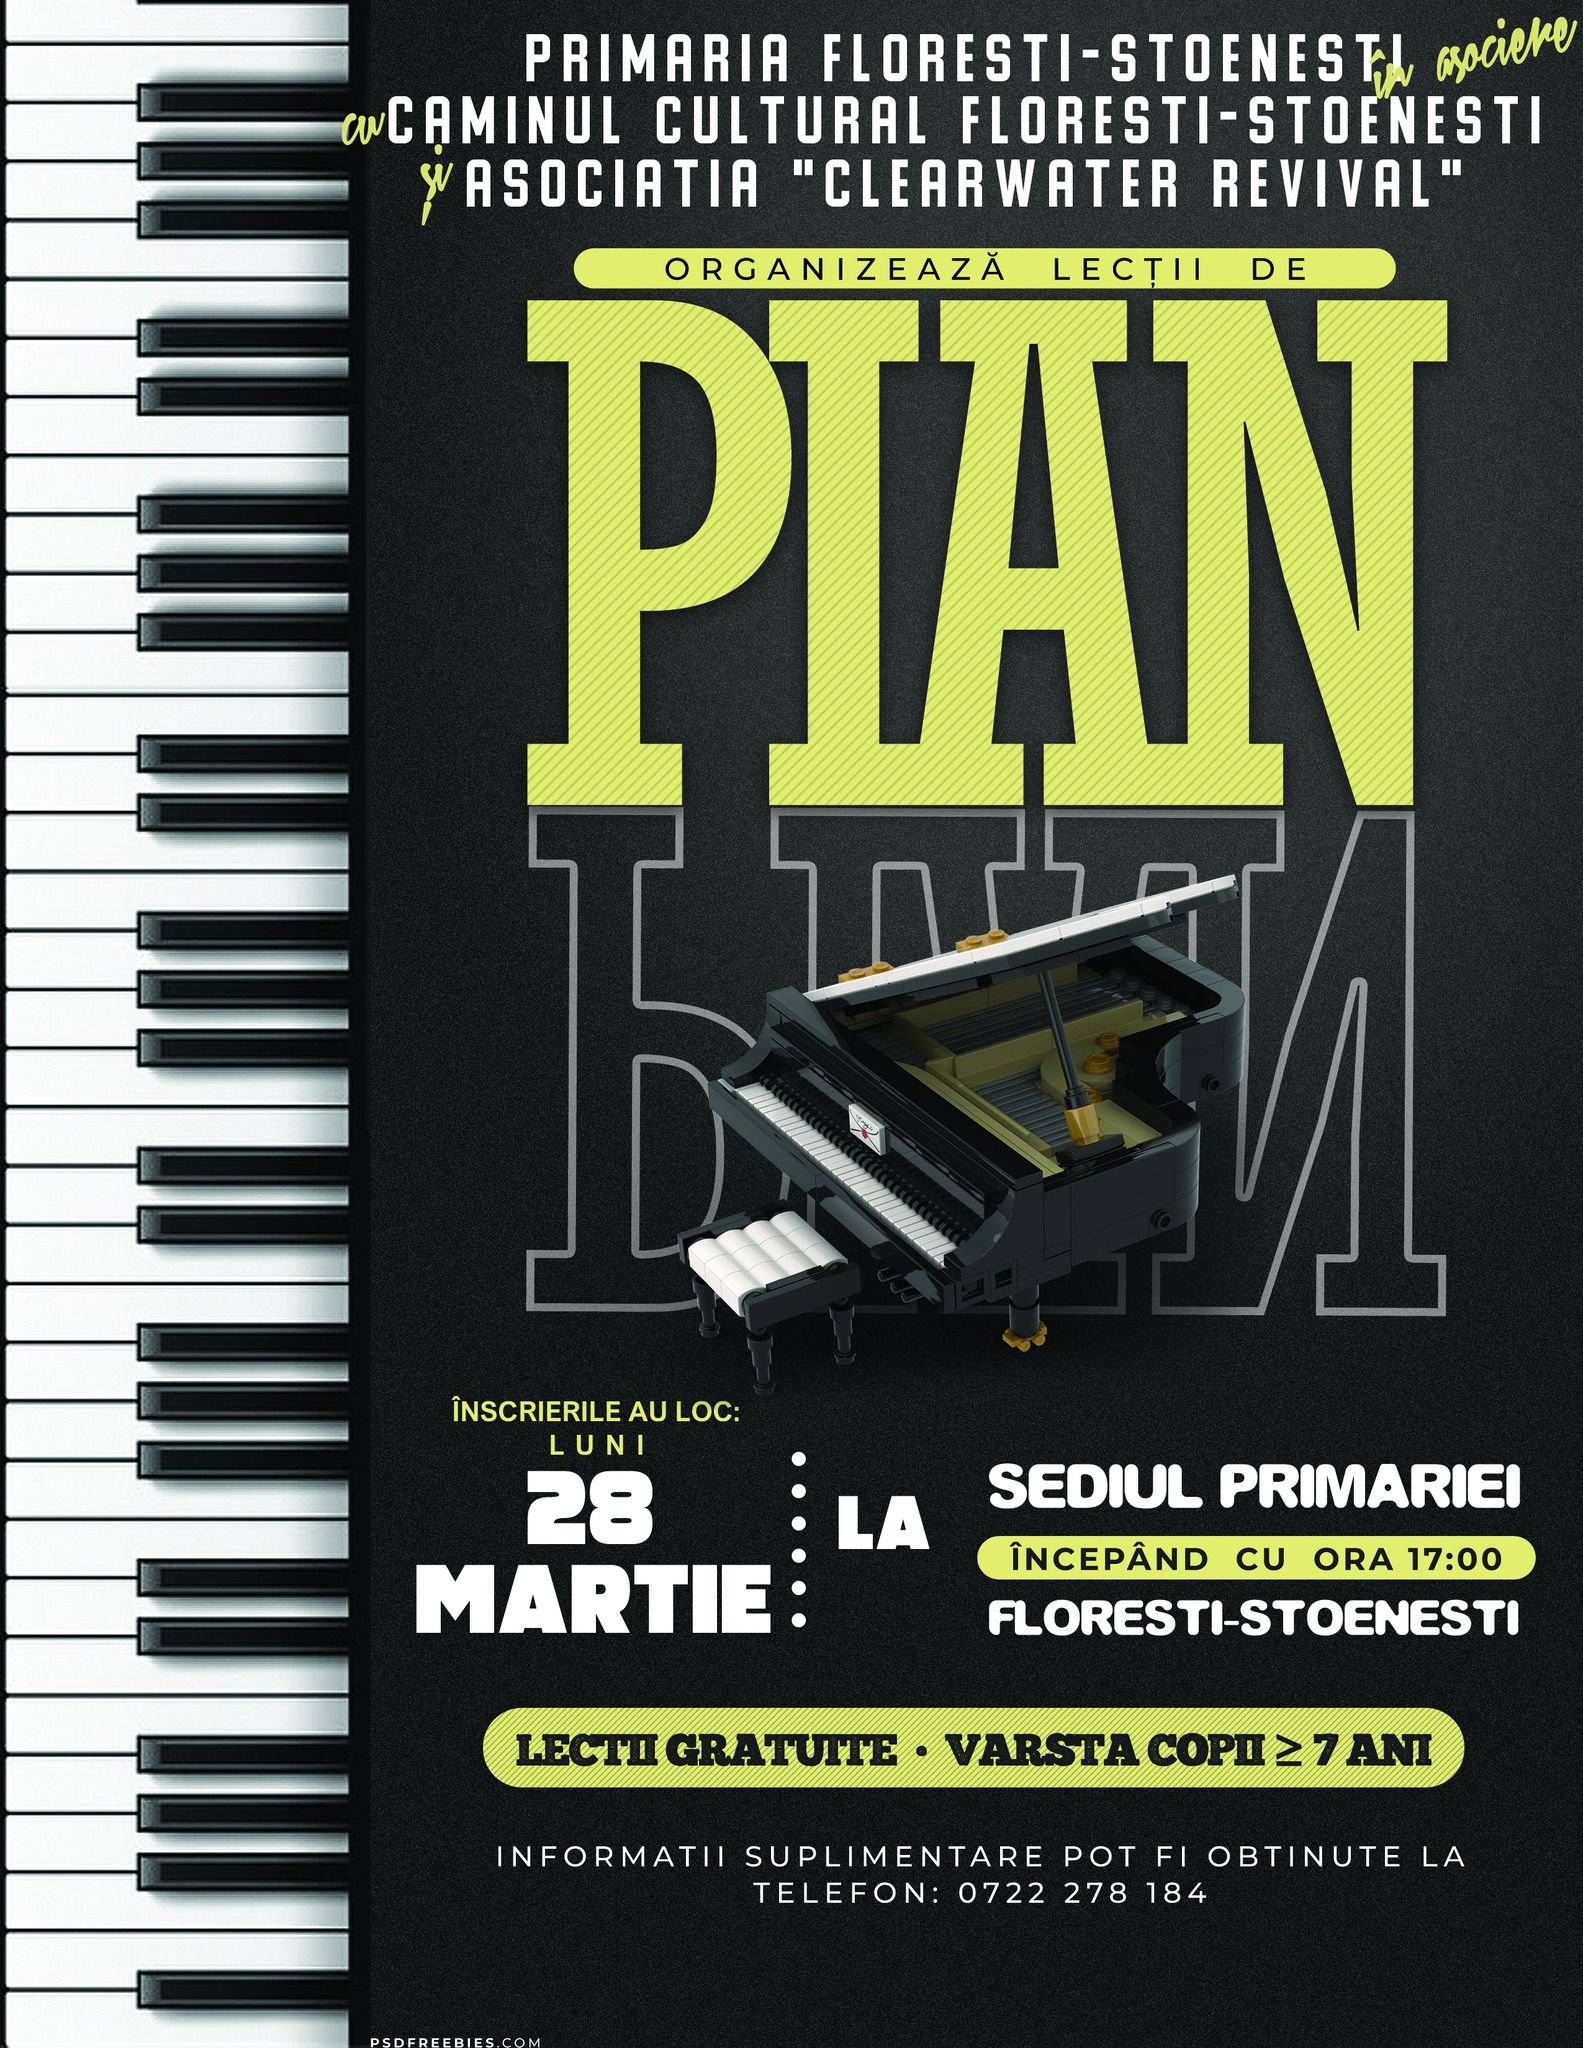 PRIMARIA FLORESTI-STOENESTI în asociere
cu CAMINUL CULTURAL FLORESTI-STOENESTI
și ASOCIATIA "CLEARWATER REVIVAL"
ORGANIZEAZĂ LECȚII DE
PIAN
ÎNSCRIERILE AU LOC:
LUNI
28
MARTIE
LA
SEDIUL PRIMARIEI
ÎNCEPÂND CU ORA 17:00
FLORESTI-STOENESTI
LECTII GRATUITE • VARSTA COPII ≥ 7 ANI
INFORMATII SUPLIMENTARE POT FI OBTINUTE LA
TELEFON: 0722 278 184
PSDFREEBIES.COM